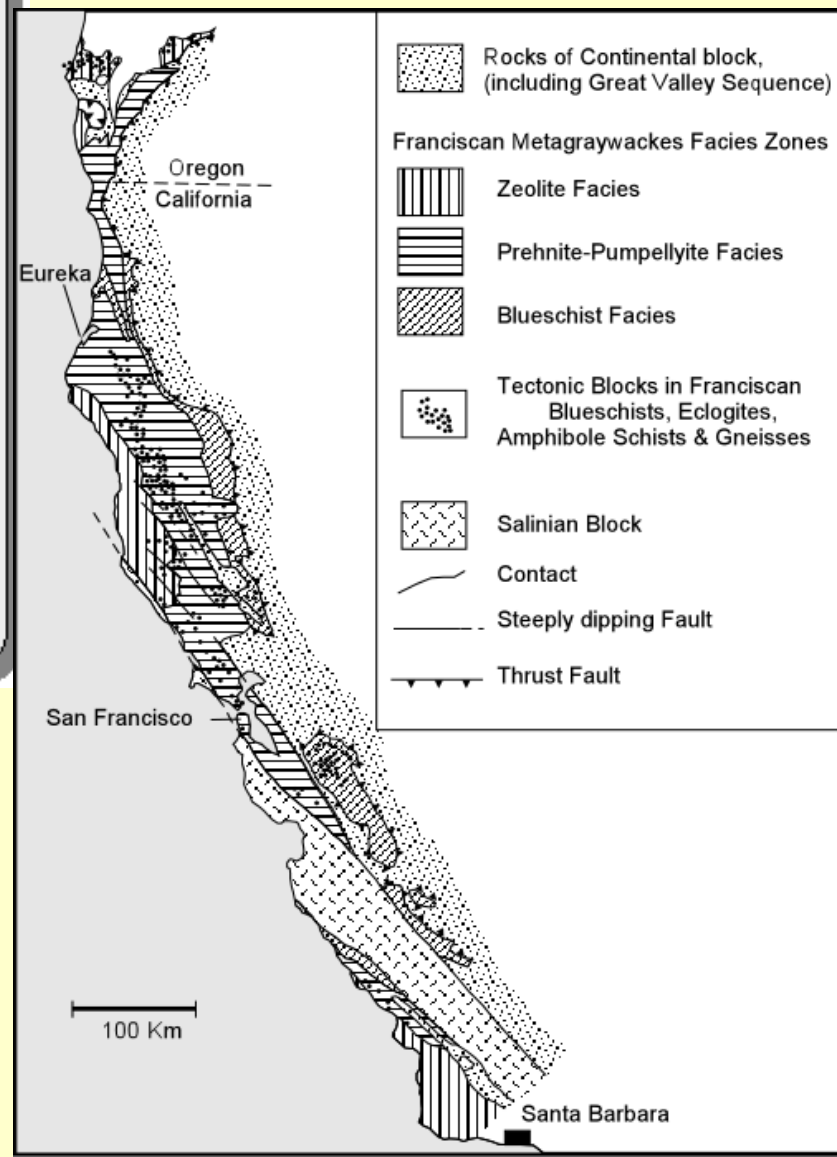 Rocks of Continental block,
(including Great Valley Sequence)
Franciscan Metagraywackes Facies Zones
Zeolite Facies
Prehnite-Pumpellyite Facies
Blueschist Facies
Tectonic Blocks in Franciscan
Blueschists, Eclogites,
Amphibole Schists & Gneisses
Salinian Block
Contact
Steeply dipping Fault
Thrust Fault
Oregon
California
Eureka
San Francisco
100 Km
Santa Barbara